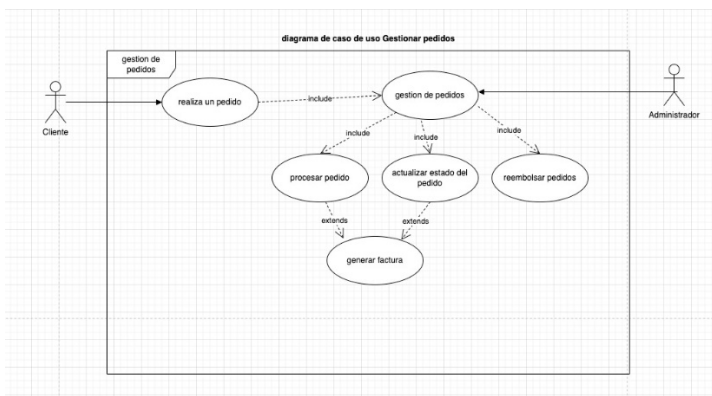 diagrama de caso de uso Gestionar pedidos
gestion de
pedidos
realiza un pedido
include
gestion de pedidos
Cliente
Administrador
include
include
include
procesar pedido
actualizar estado del
pedido
reembolsar pedidos
extends
extends
generar factura